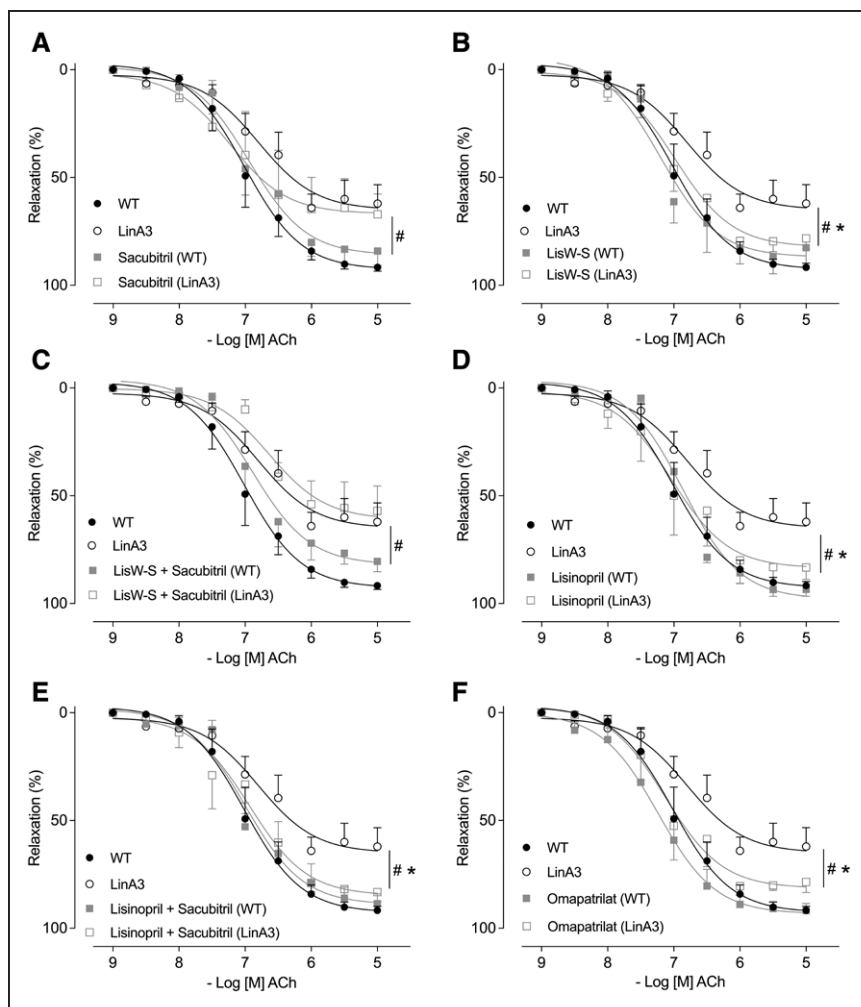 A
B
0
50
100
Relaxation (%)
WT
LinA3
Sacubitril (WT)
Sacubitril (LinA3)
#
9 8 7 6 5
- Log [M] ACh
0
50
100
Relaxation (%)
WT
LinA3
LisW-S (WT)
LisW-S (LinA3)
# *
9 8 7 6 5
- Log [M] ACh
C
D
0
50
100
Relaxation (%)
WT
LinA3
LisW-S + Sacubitril (WT)
LisW-S + Sacubitril (LinA3)
#
9 8 7 6 5
- Log [M] ACh
0
50
100
Relaxation (%)
WT
LinA3
Lisinopril (WT)
Lisinopril (LinA3)
# *
9 8 7 6 5
- Log [M] ACh
E
F
0
50
100
Relaxation (%)
WT
LinA3
Lisinopril + Sacubitril (WT)
Lisinopril + Sacubitril (LinA3)
# *
9 8 7 6 5
- Log [M] ACh
0
50
100
Relaxation (%)
WT
LinA3
Omapatrilat (WT)
Omapatrilat (LinA3)
# *
9 8 7 6 5
- Log [M] ACh